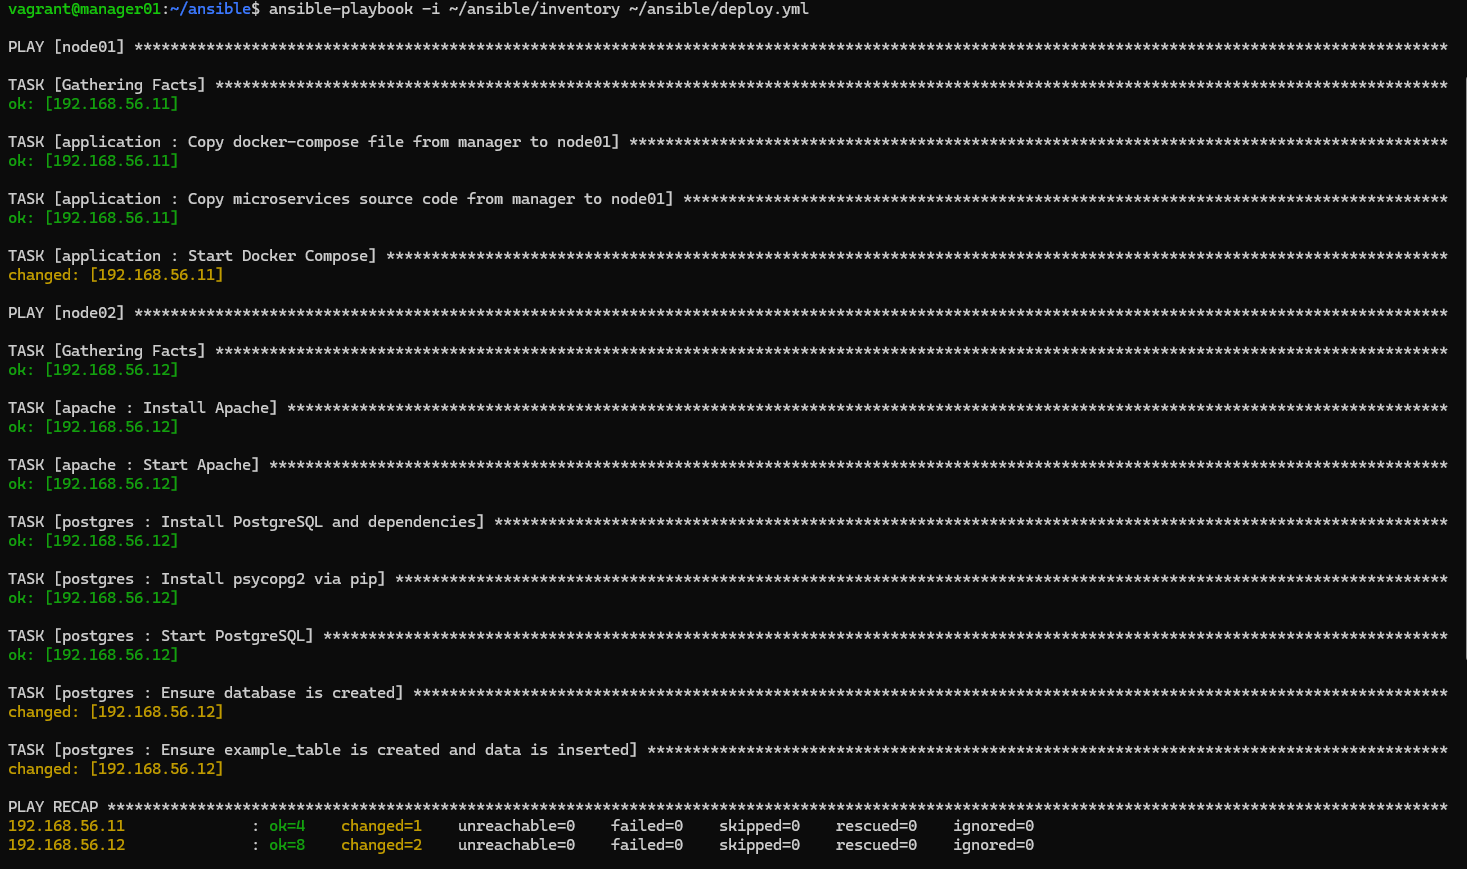 vagrant@manager01:~/ansible$ ansible-playbook -i ~/ansible/inventory ~/ansible/deploy.yml
PLAY [node01] **************************************************************************************************************************************************
TASK [Gathering Facts] *****************************************************************************************************************************************
ok: [192.168.56.11]
TASK [application : Copy docker-compose file from manager to node01] *******************************************************************************************
ok: [192.168.56.11]
TASK [application : Copy microservices source code from manager to node01] *************************************************************************************
ok: [192.168.56.11]
TASK [application : Start Docker Compose] **********************************************************************************************************************
changed: [192.168.56.11]
PLAY [node02] **************************************************************************************************************************************************
TASK [Gathering Facts] *****************************************************************************************************************************************
ok: [192.168.56.12]
TASK [apache : Install Apache] *********************************************************************************************************************************
ok: [192.168.56.12]
TASK [apache : Start Apache] ***********************************************************************************************************************************
ok: [192.168.56.12]
TASK [postgres : Install PostgreSQL and dependencies] **********************************************************************************************************
ok: [192.168.56.12]
TASK [postgres : Install psycopg2 via pip] *********************************************************************************************************************
ok: [192.168.56.12]
TASK [postgres : Start PostgreSQL] *****************************************************************************************************************************
ok: [192.168.56.12]
TASK [postgres : Ensure database is created] *******************************************************************************************************************
changed: [192.168.56.12]
TASK [postgres : Ensure example_table is created and data is inserted] *****************************************************************************************
changed: [192.168.56.12]
PLAY RECAP *****************************************************************************************************************************************************
192.168.56.11              : ok=4    changed=1    unreachable=0    failed=0    skipped=0    rescued=0    ignored=0
192.168.56.12              : ok=8    changed=2    unreachable=0    failed=0    skipped=0    rescued=0    ignored=0